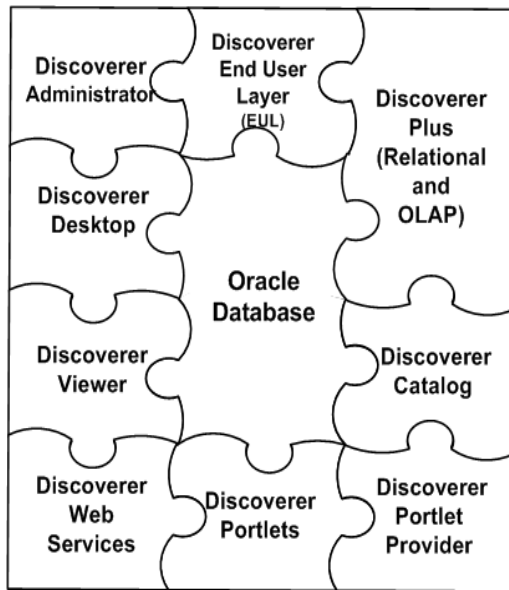 Discoverer
Administrator
Discoverer
End User
Layer
(EUL)
Discoverer
Plus
(Relational
and
OLAP)
Discoverer
Desktop
Oracle
Database
Discoverer
Viewer
Discoverer
Catalog
Discoverer
Web
Services
Discoverer
Portlets
Discoverer
Portlet
Provider